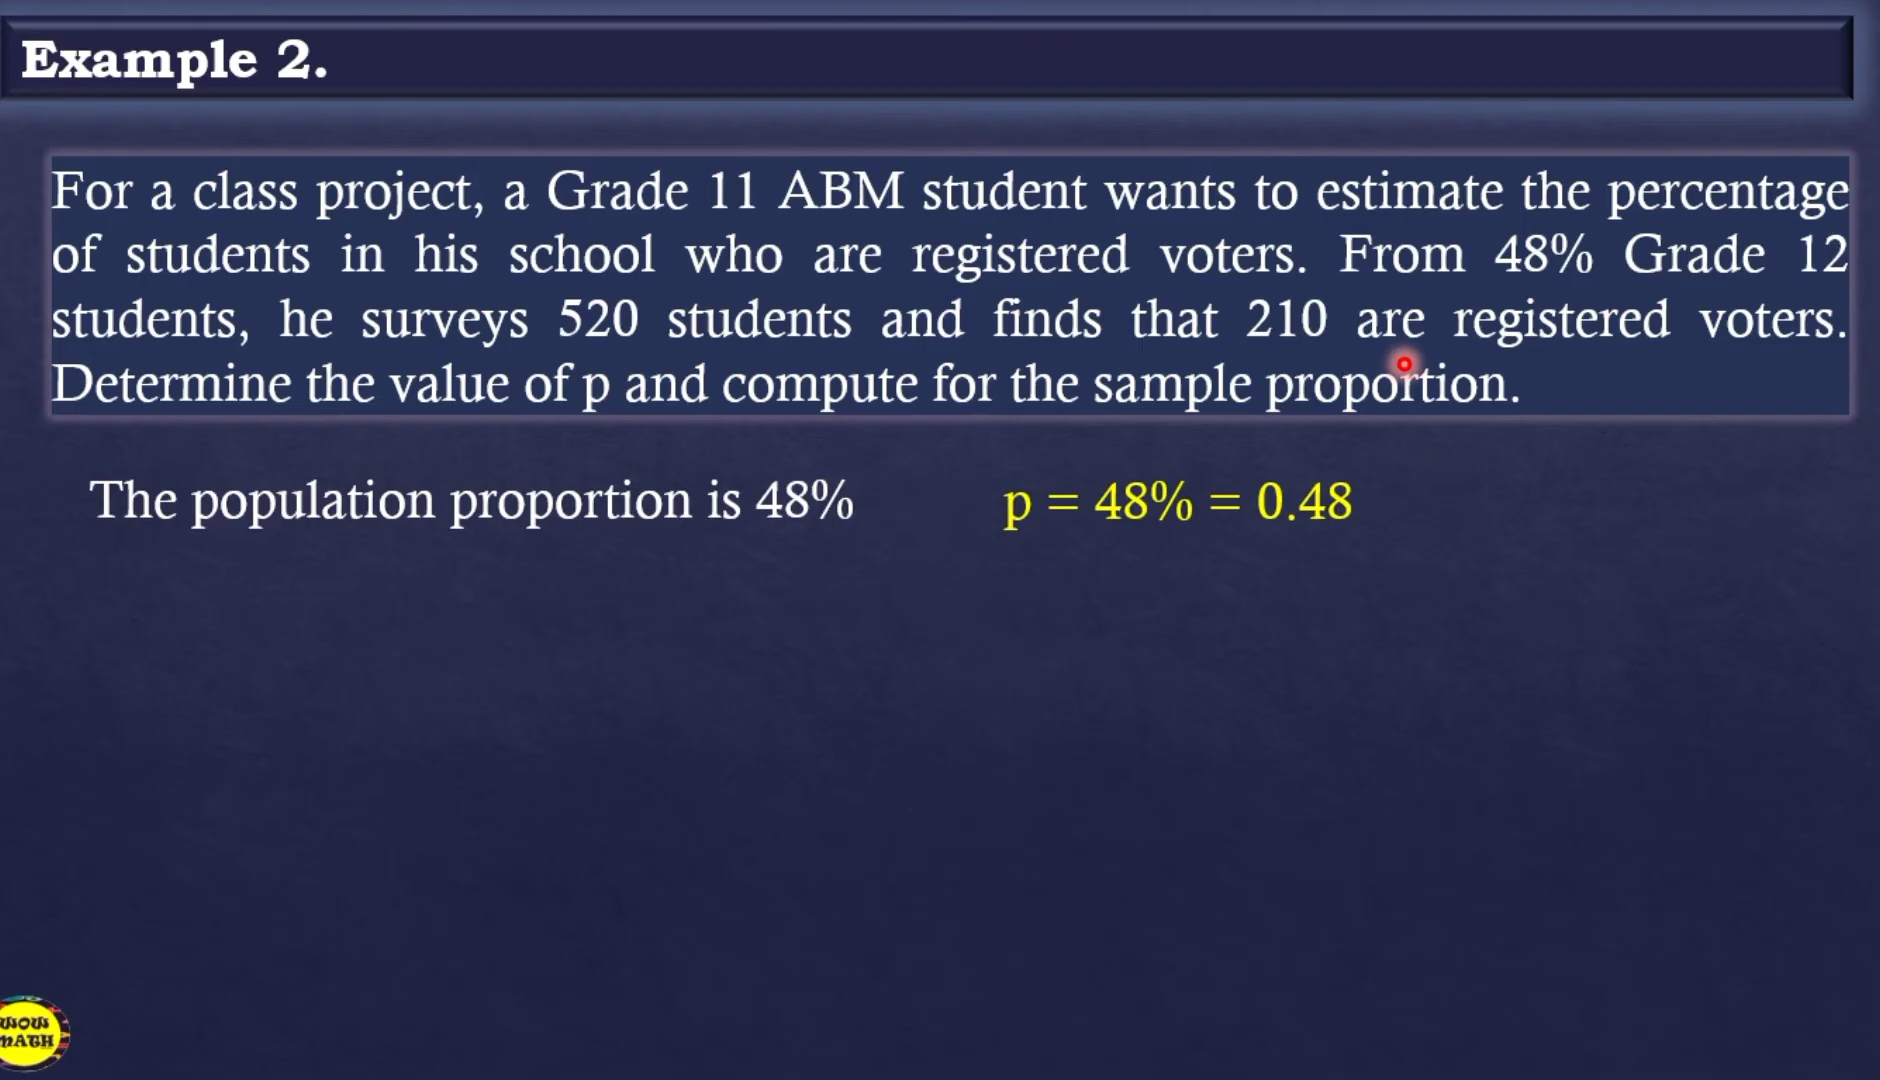 Example 2.
For a class project, a Grade 11 ABM student wants to estimate the percentage
of students in his school who are registered voters. From 48% Grade 12
students, he surveys 520 students and finds that 210 are registered voters.
Determine the value of p and compute for the sample proportion.
The population proportion is 48% p = 48% = 0.48
WOW
MATH